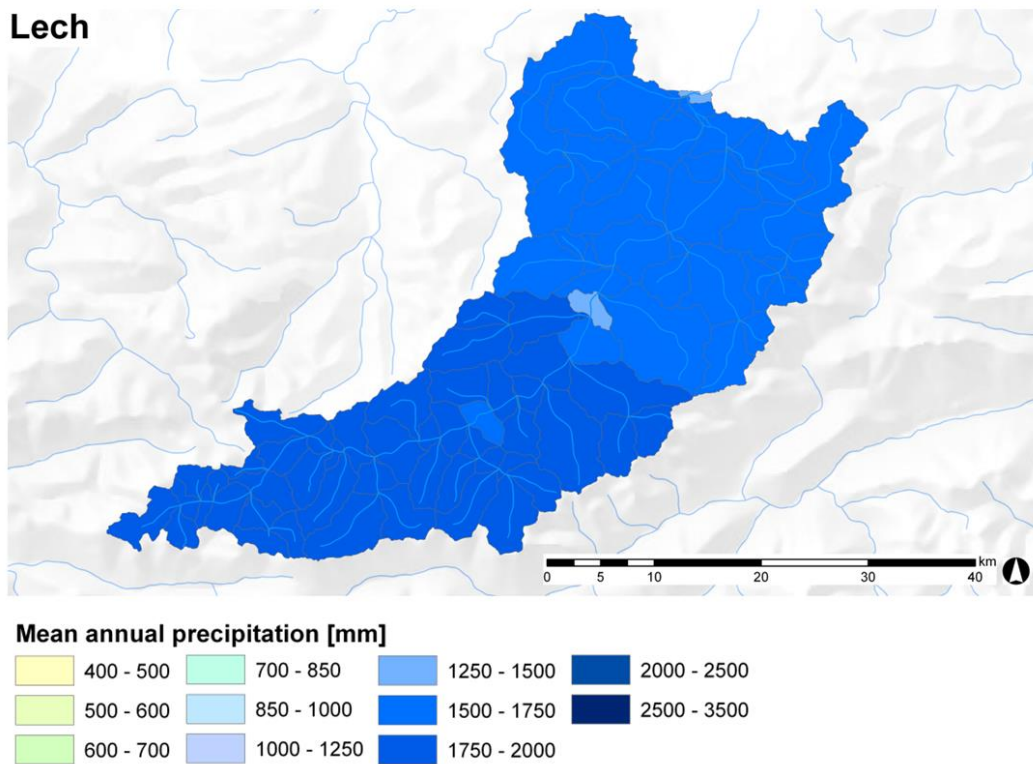 Lech
km
0 5 10 20 30 40
Mean annual precipitation [mm]
400 - 500 700 - 850 1250 - 1500 2000 - 2500
500 - 600 850 - 1000 1500 - 1750 2500 - 3500
600 - 700 1000 - 1250 1750 - 2000